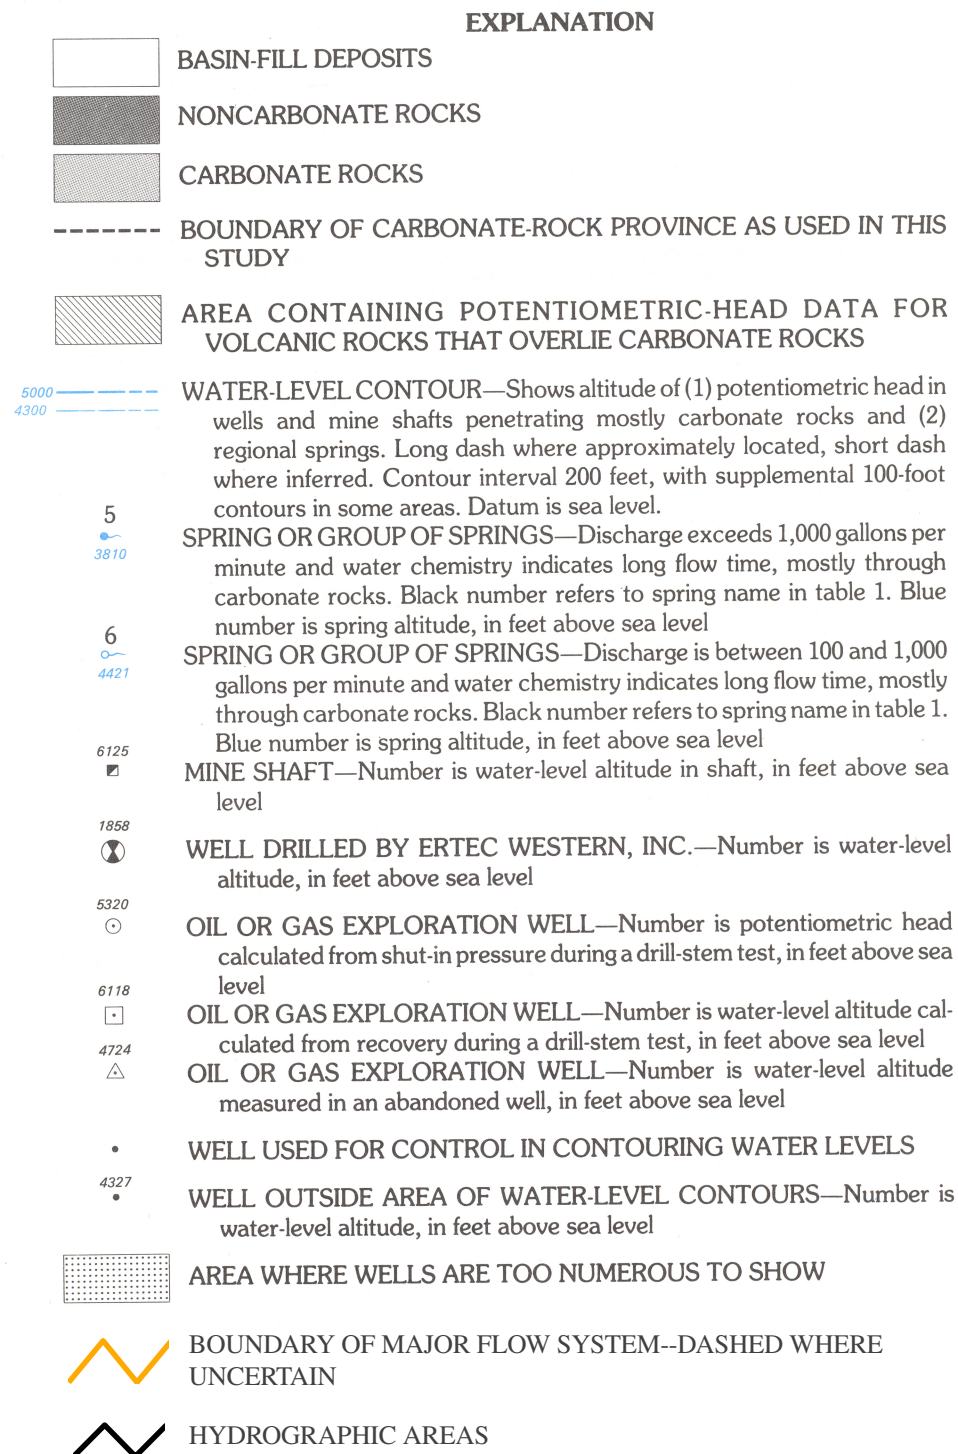 EXPLANATION
BASIN-FILL DEPOSITS
NONCARBONATE ROCKS
CARBONATE ROCKS
BOUNDARY OF CARBONATE-ROCK PROVINCE AS USED IN THIS
STUDY
AREA CONTAINING POTENTIOMETRIC-HEAD DATA FOR
VOLCANIC ROCKS THAT OVERLIE CARBONATE ROCKS
5000
4300
WATER-LEVEL CONTOUR—Shows altitude of (1) potentiometric head in
wells and mine shafts penetrating mostly carbonate rocks and (2)
regional springs. Long dash where approximately located, short dash
where inferred. Contour interval 200 feet, with supplemental 100-foot
contours in some areas. Datum is sea level.
5
3810
SPRING OR GROUP OF SPRINGS—Discharge exceeds 1,000 gallons per
minute and water chemistry indicates long flow time, mostly through
carbonate rocks. Black number refers to spring name in table 1. Blue
number is spring altitude, in feet above sea level
6
4421
SPRING OR GROUP OF SPRINGS—Discharge is between 100 and 1,000
gallons per minute and water chemistry indicates long flow time, mostly
through carbonate rocks. Black number refers to spring name in table 1.
Blue number is spring altitude, in feet above sea level
6125
MINE SHAFT—Number is water-level altitude in shaft, in feet above sea
level
1858
WELL DRILLED BY ERTEC WESTERN, INC.—Number is water-level
altitude, in feet above sea level
5320
OIL OR GAS EXPLORATION WELL—Number is potentiometric head
calculated from shut-in pressure during a drill-stem test, in feet above sea
level
6118
OIL OR GAS EXPLORATION WELL—Number is water-level altitude cal-
culated from recovery during a drill-stem test, in feet above sea level
4724
OIL OR GAS EXPLORATION WELL—Number is water-level altitude
measured in an abandoned well, in feet above sea level
WELL USED FOR CONTROL IN CONTOURING WATER LEVELS
4327
WELL OUTSIDE AREA OF WATER-LEVEL CONTOURS—Number is
water-level altitude, in feet above sea level
AREA WHERE WELLS ARE TOO NUMEROUS TO SHOW
BOUNDARY OF MAJOR FLOW SYSTEM--DASHED WHERE
UNCERTAIN
HYDROGRAPHIC AREAS